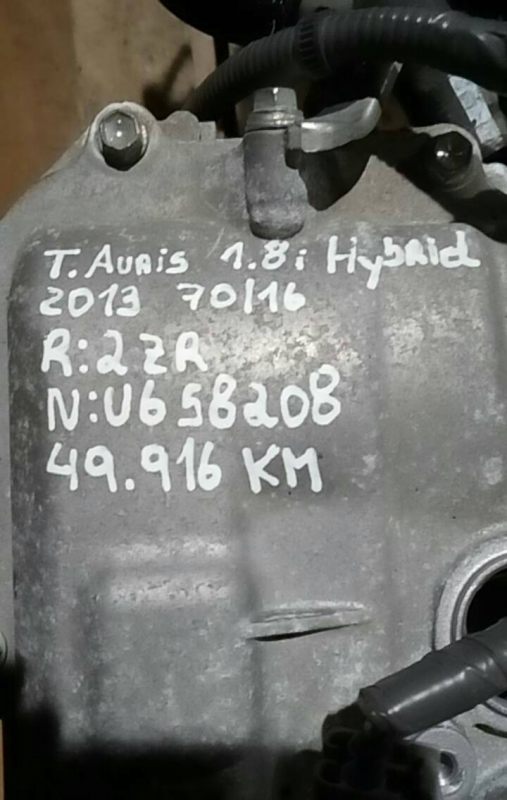 T. AURiS 1.8i HybRid
2013 70/16
R:2ZR
N:U658208
49.916 KM